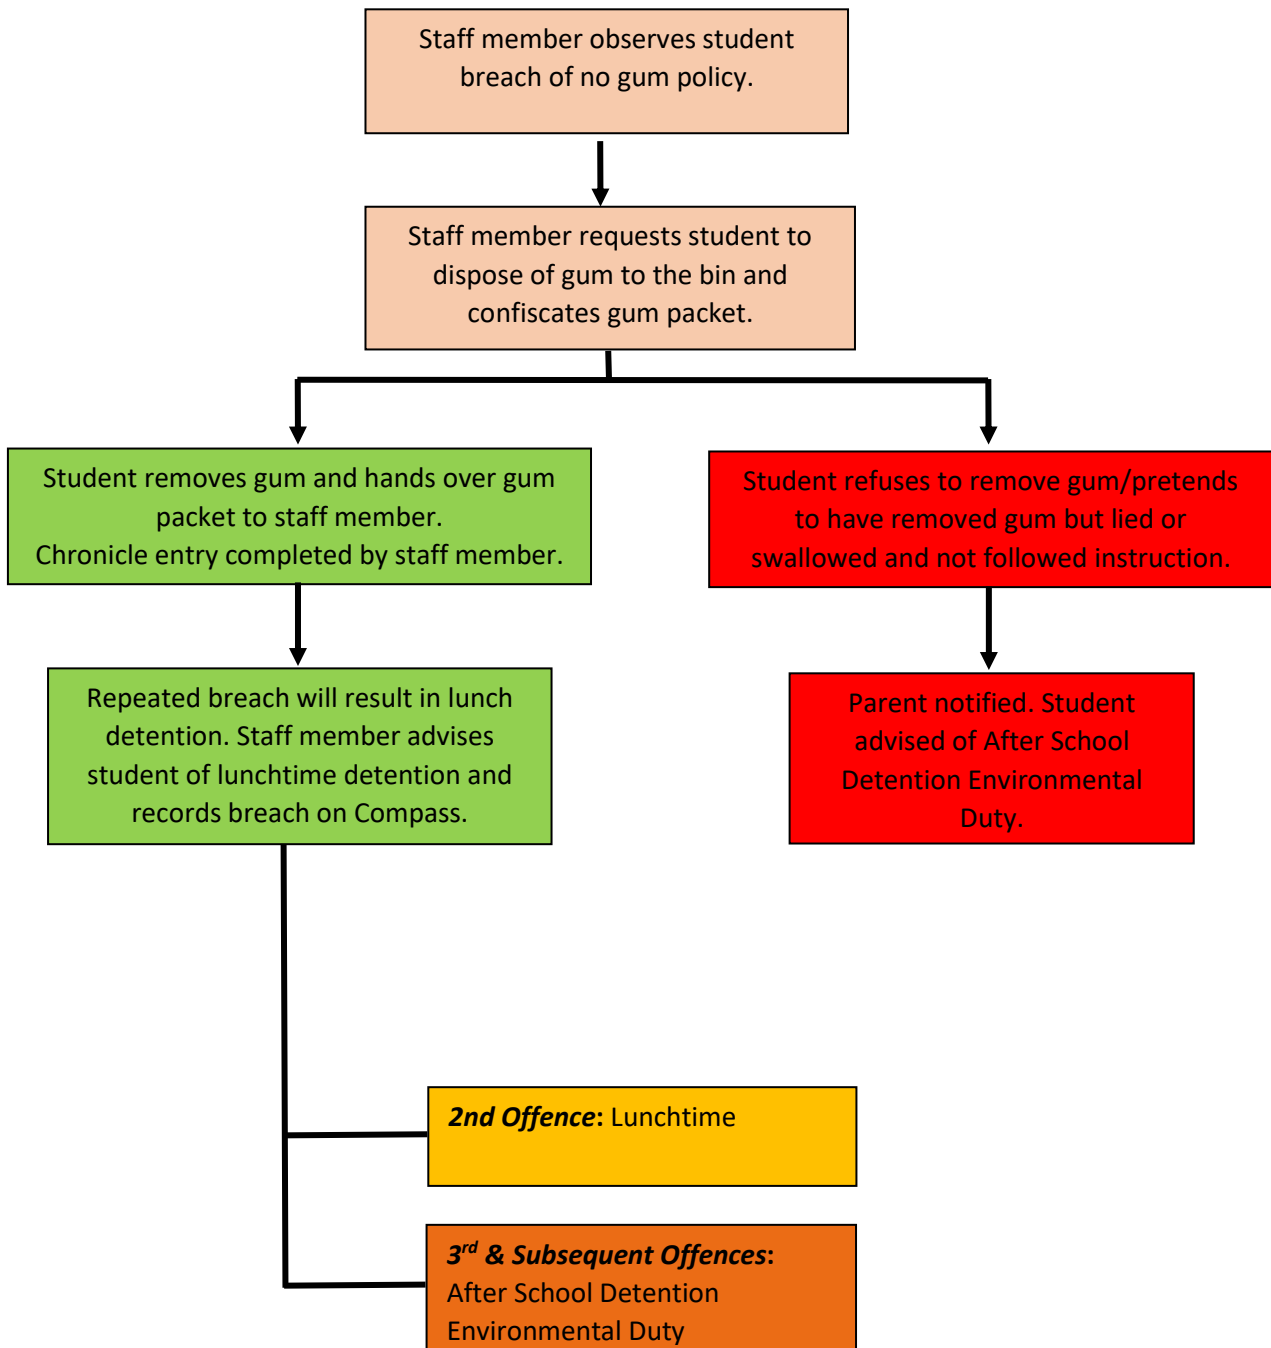 Staff member observes student
breach of no gum policy.
Staff member requests student to
dispose of gum to the bin and
confiscates gum packet.
Student removes gum and hands over gum
packet to staff member.
Chronicle entry completed by staff member.
Student refuses to remove gum/pretends
to have removed gum but lied or
swallowed and not followed instruction.
Repeated breach will result in lunch
detention. Staff member advises
student of lunchtime detention and
records breach on Compass.
Parent notified. Student
advised of After School
Detention Environmental
Duty.
2nd Offence: Lunchtime
3rd & Subsequent Offences:
After School Detention
Environmental Duty